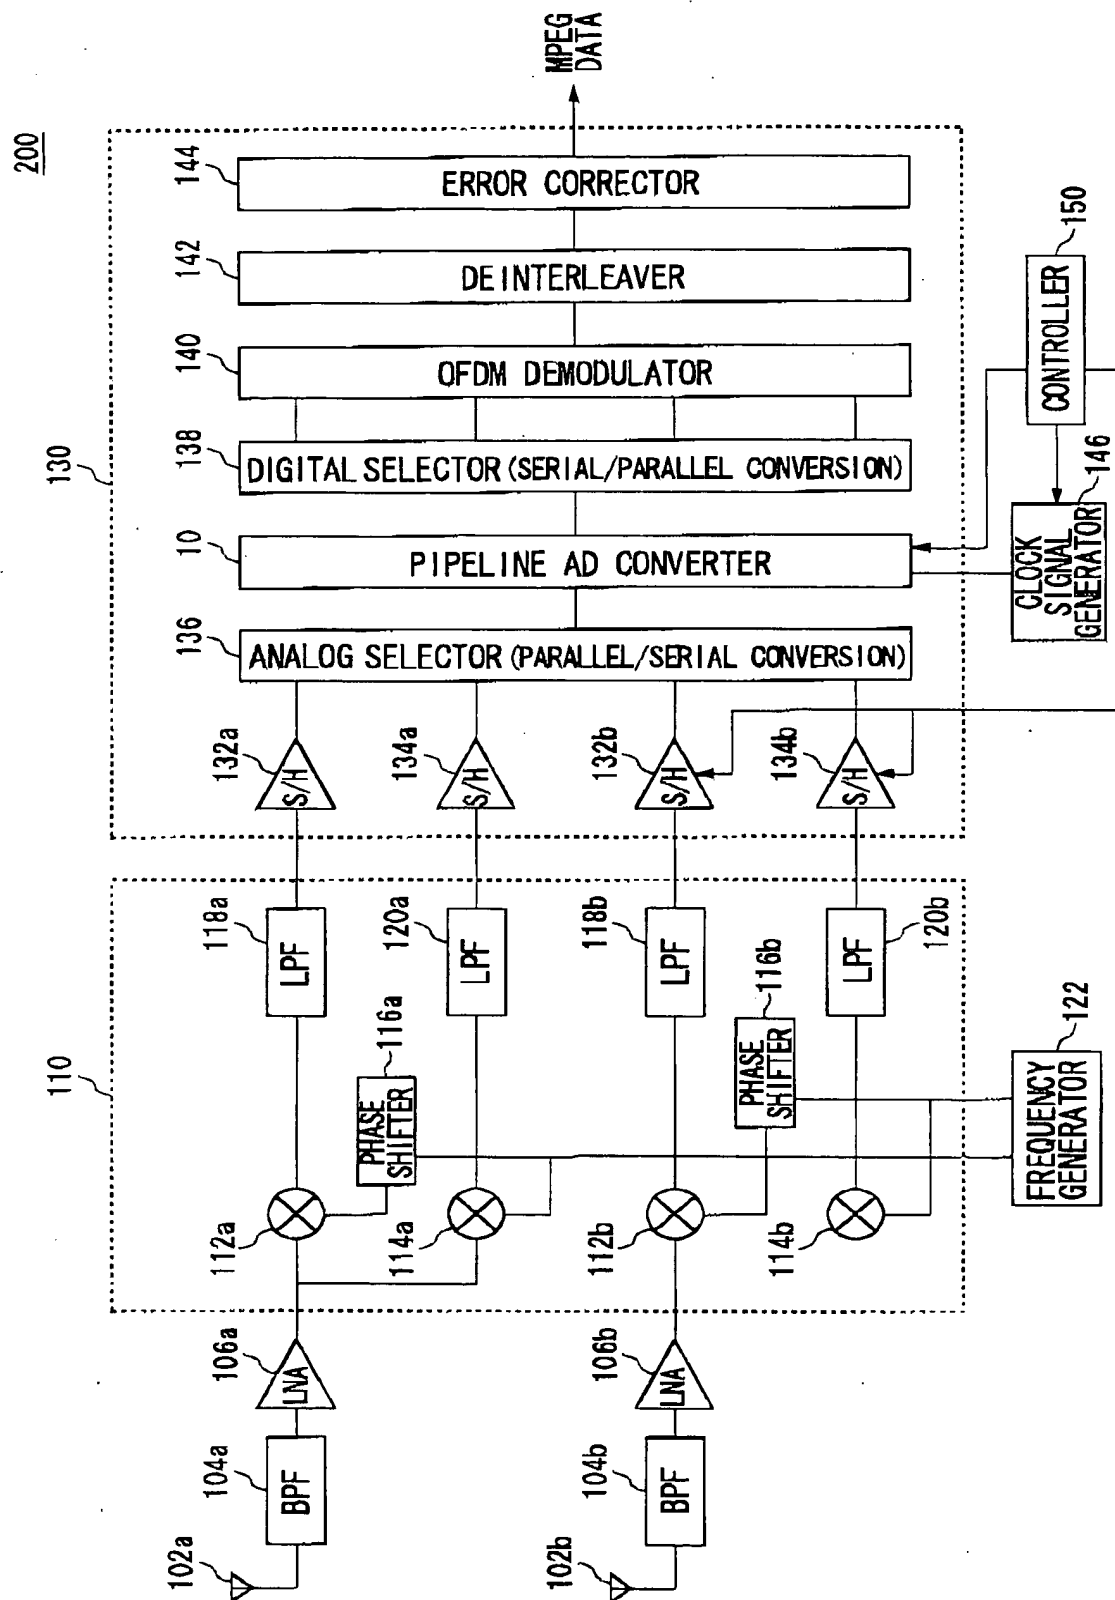 200
130
144
ERROR CORRECTOR
142
DEINTERLEAVER
140
OFDM DEMODULATOR
138
DIGITAL SELECTOR (SERIAL/PARALLEL CONVERSION)
10
PIPELINE AD CONVERTER
136
ANALOG SELECTOR (PARALLEL/SERIAL CONVERSION)
MPEG
DATA
132a
S/H
134a
S/H
132b
S/H
134b
S/H
150
CONTROLLER
146
CLOCK
SIGNAL
GENERATOR
110
118a
LPF
120a
LPF
118b
LPF
120b
LPF
116a
PHASE
SHIFTER
116b
PHASE
SHIFTER
112a
114a
112b
114b
122
FREQUENCY
GENERATOR
106a
LNA
106b
LNA
104a
BPF
104b
BPF
102a
102b